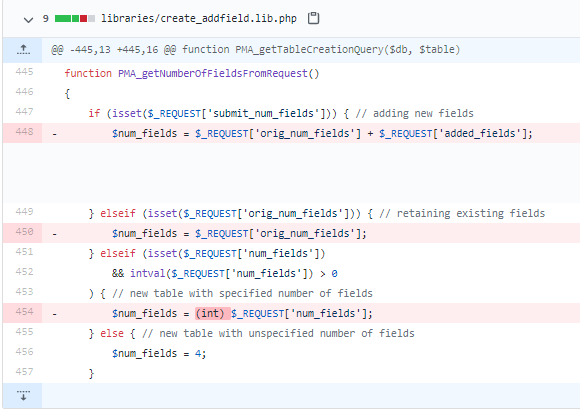 9 libraries/create_addfield.lib.php
@@ -445,13 +445,16 @@ function PMA_getTableCreationQuery($db, $table)
445 function PMA_getNumberOfFieldsFromRequest()
446 {
447 if (isset($_REQUEST['submit_num_fields'])) { // adding new fields
448 - $num_fields = $_REQUEST['orig_num_fields'] + $_REQUEST['added_fields'];
449 } elseif (isset($_REQUEST['orig_num_fields'])) { // retaining existing fields
450 - $num_fields = $_REQUEST['orig_num_fields'];
451 } elseif (isset($_REQUEST['num_fields'])
452 && intval($_REQUEST['num_fields']) > 0
453 ) { // new table with specified number of fields
454 - $num_fields = (int) $_REQUEST['num_fields'];
455 } else { // new table with unspecified number of fields
456 $num_fields = 4;
457 }